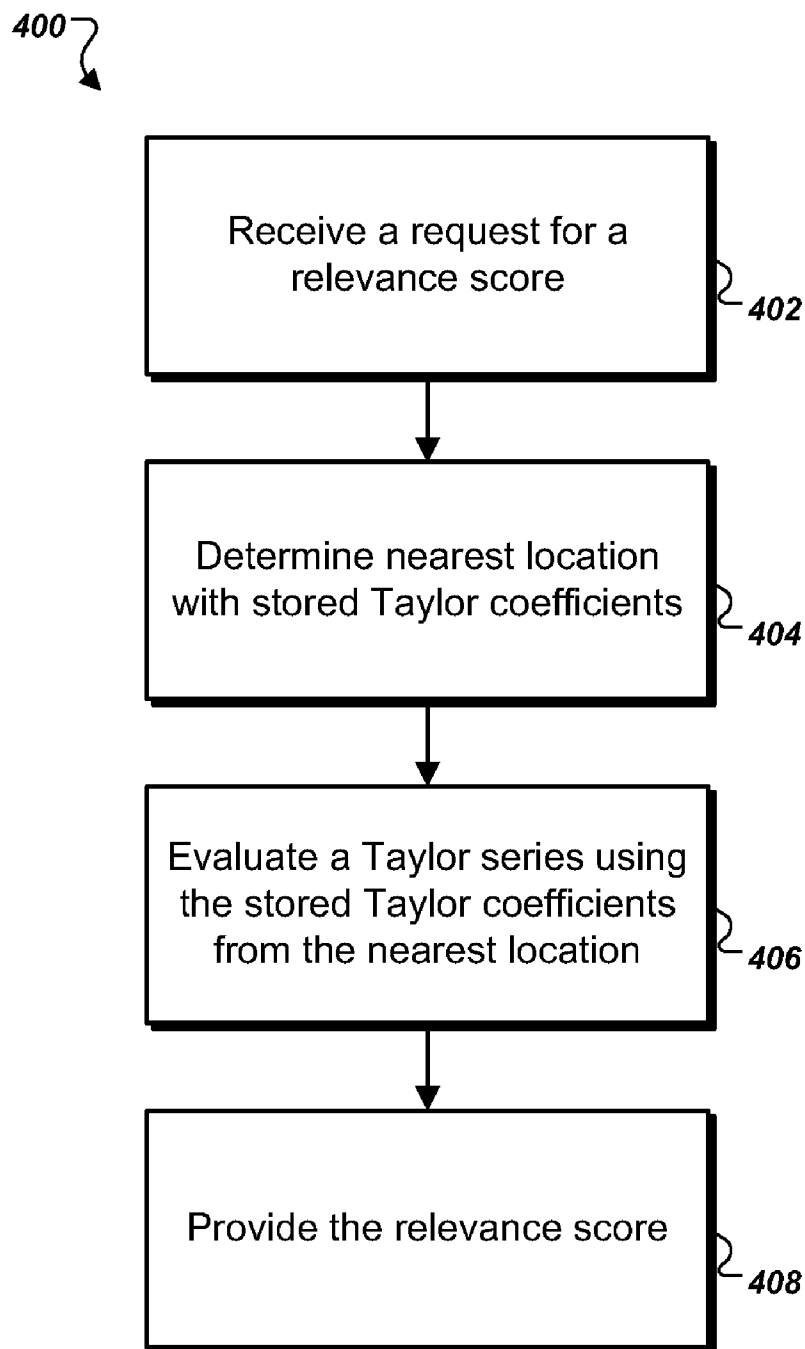 400
Receive a request for a
relevance score
402
Determine nearest location
with stored Taylor coefficients
404
Evaluate a Taylor series using
the stored Taylor coefficients
from the nearest location
406
Provide the relevance score
408